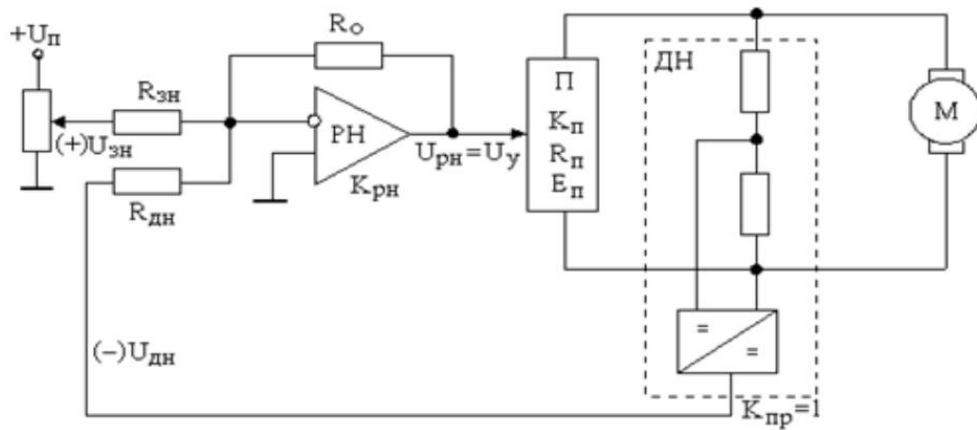 +Uп
Rзн
(+)Uзн
Rдн
Rо
РН
Kрн
Uрн=Uу
П
Kп
Rп
Eп
ДН
М
=
=
(−)Uдн
Kпр=1